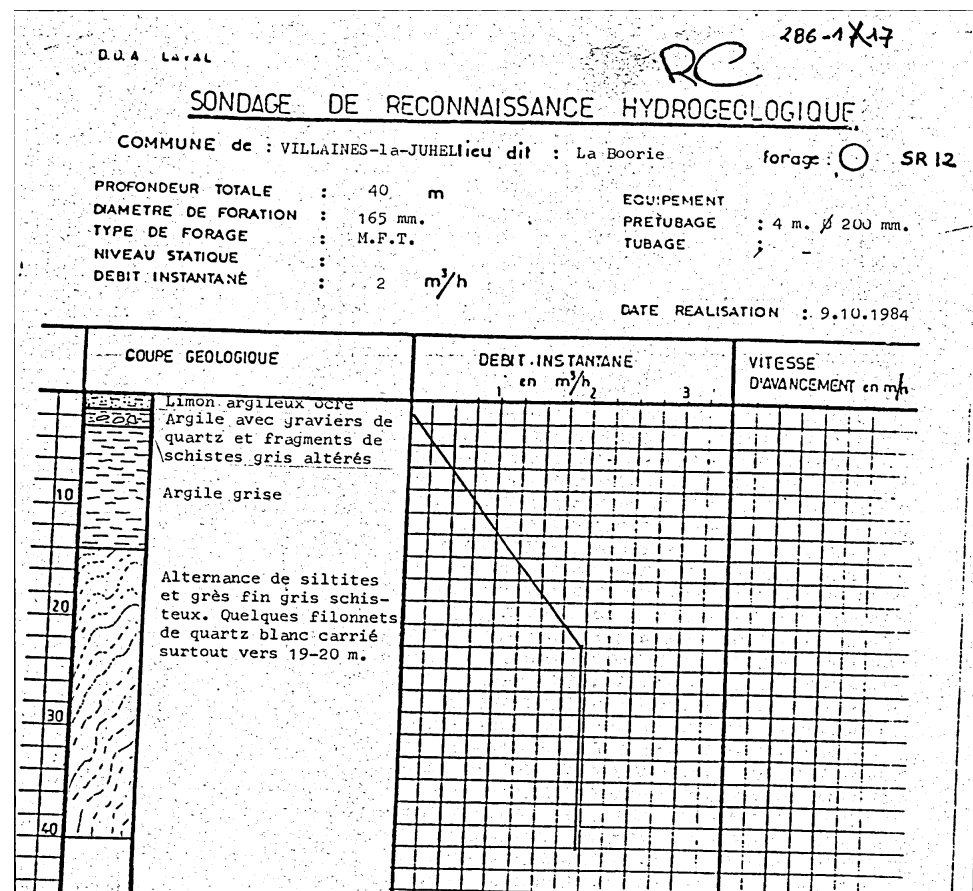 286-1 17
D.D.A LAVAL
RC
SONDAGE DE RECONNAISSANCE HYDROGEOLOGIQUE
COMMUNE de : VILLAINES-la-JUHEL lieu dit : La Boorie forage : SR 12
PROFONDEUR TOTALE : 40 m
DIAMETRE DE FORATION : 165 mm.
TYPE DE FORAGE : M.F.T.
NIVEAU STATIQUE :
DEBIT INSTANTANÉ : 2 m³/h
EQUIPEMENT
PRETUBAGE : 4 m. Ø 200 mm.
TUBAGE : -
DATE REALISATION : 9.10.1984
COUPE GEOLOGIQUE
DEBIT INSTANTANE
en m³/h
1 2 3
VITESSE
D'AVANCEMENT en m/h
Limon argileux ocre
Argile avec graviers de
quartz et fragments de
schistes gris altérés
10
Argile grise
Alternance de siltites
et grès fin gris schis-
teux. Quelques filonnets
de quartz blanc carrié
surtout vers 19-20 m.
20
30
40